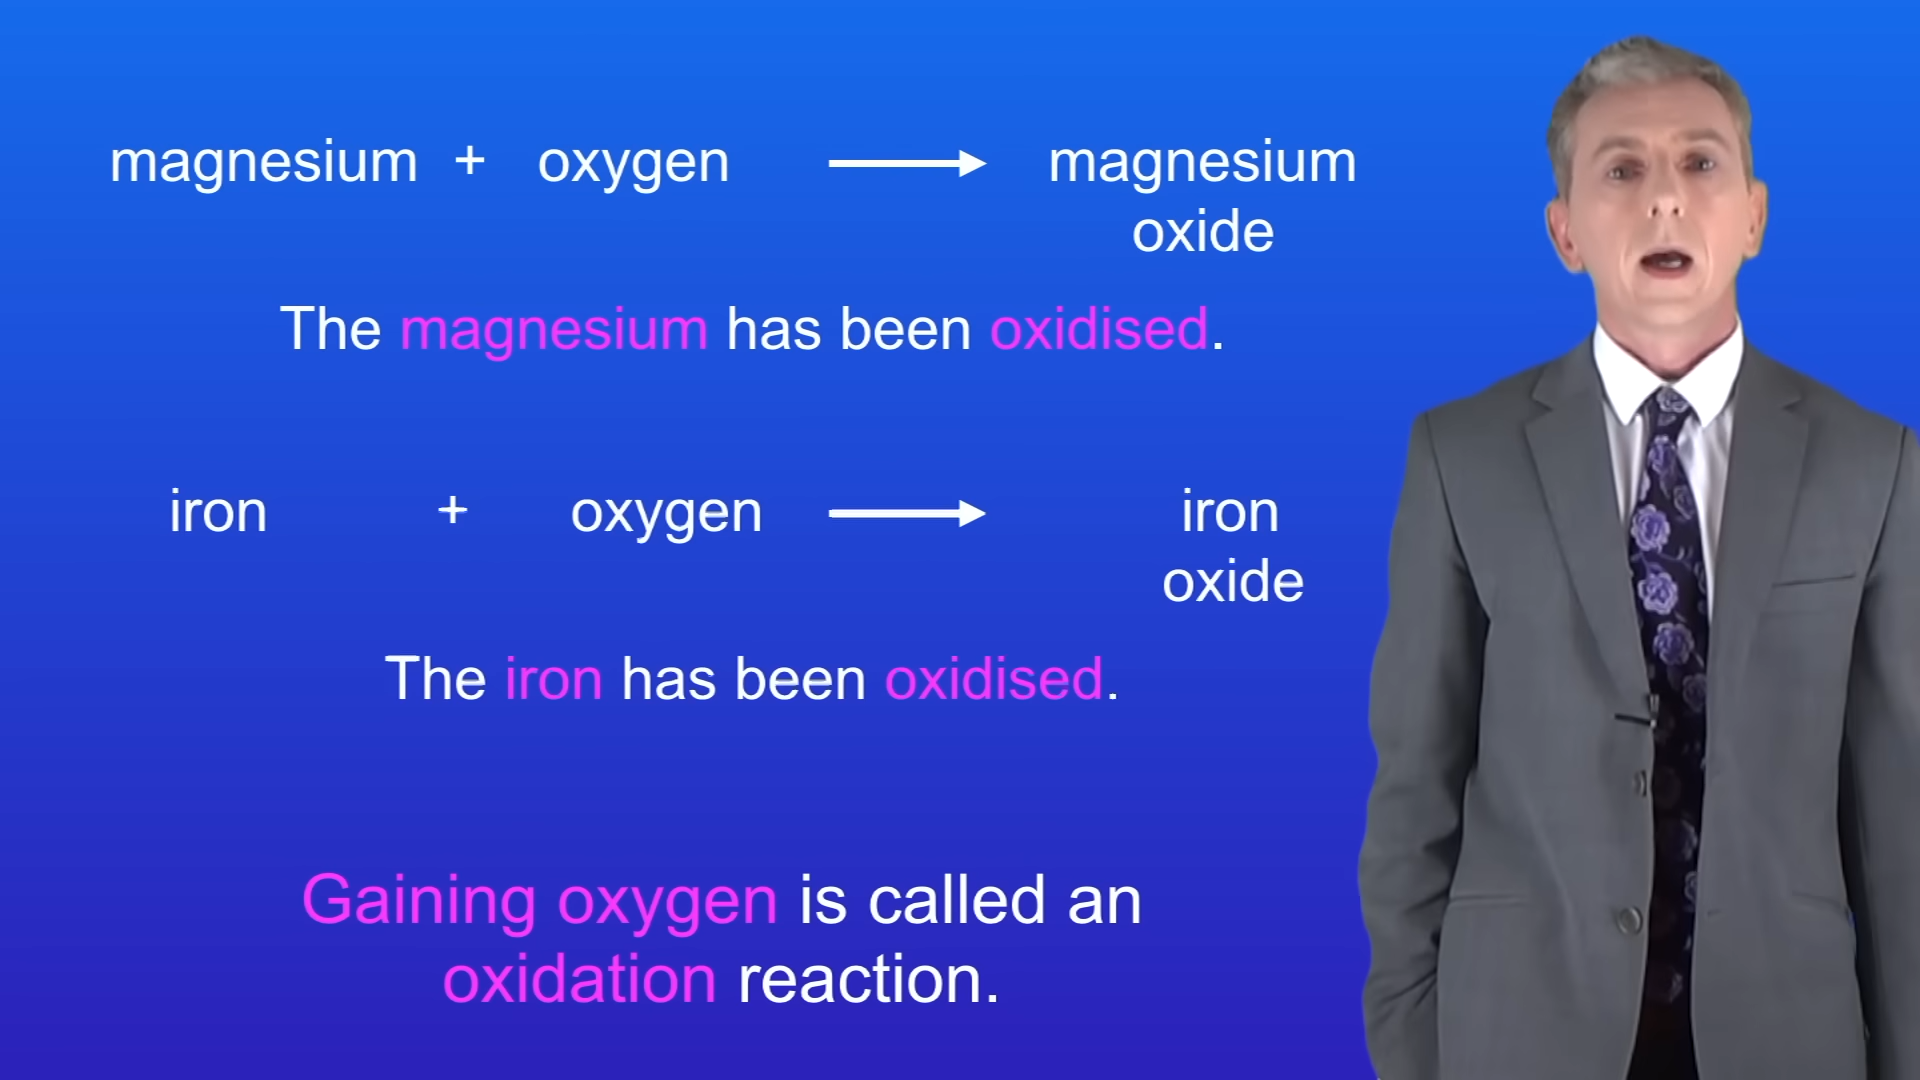 magnesium + oxygen → magnesium
oxide
The magnesium has been oxidised.
iron + oxygen → iron
oxide
The iron has been oxidised.
Gaining oxygen is called an
oxidation reaction.